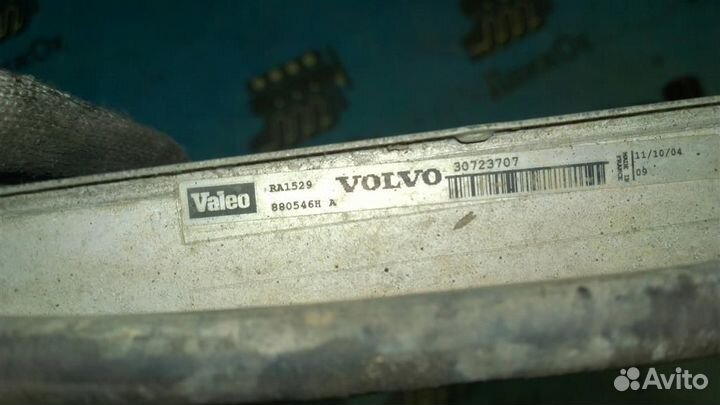 Valeo
RA1529
880546H A
VOLVO
30723707
MADE IN
FRANCE
11/10/04
09
Avito